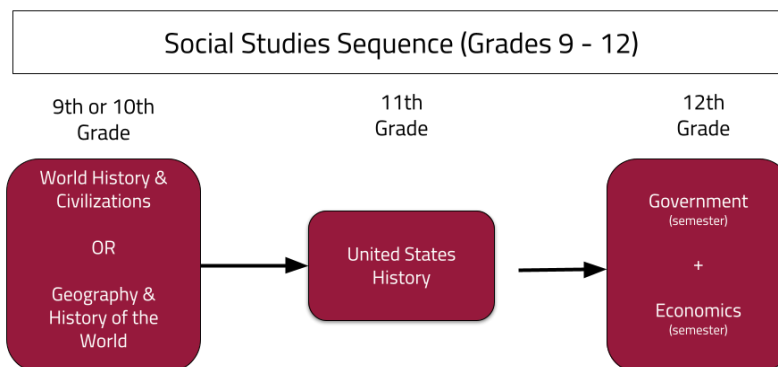 Social Studies Sequence (Grades 9 - 12)
9th or 10th
Grade
11th
Grade
12th
Grade
World History &
Civilizations
OR
Geography &
History of the
World
United States
History
Government
(semester)
+
Economics
(semester)